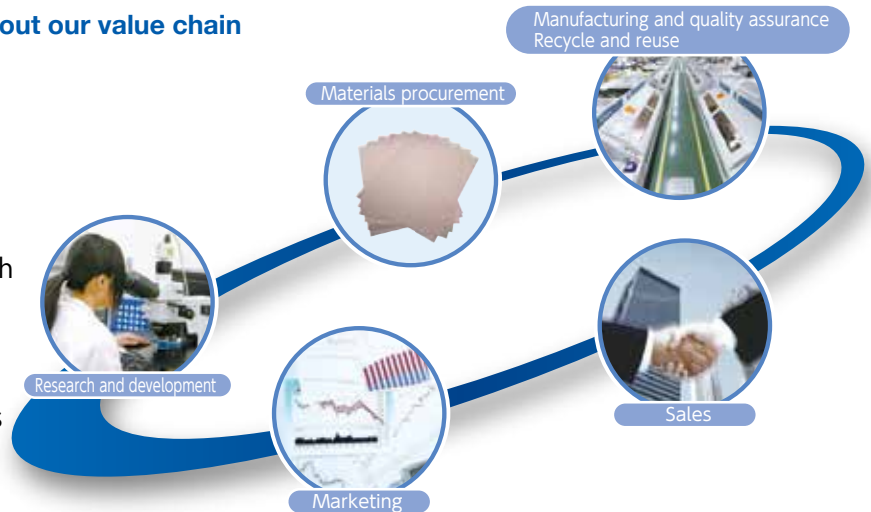 out our value chain
Manufacturing and quality assurance
Recycle and reuse
Materials procurement
h
Research and development
s
Sales
Marketing